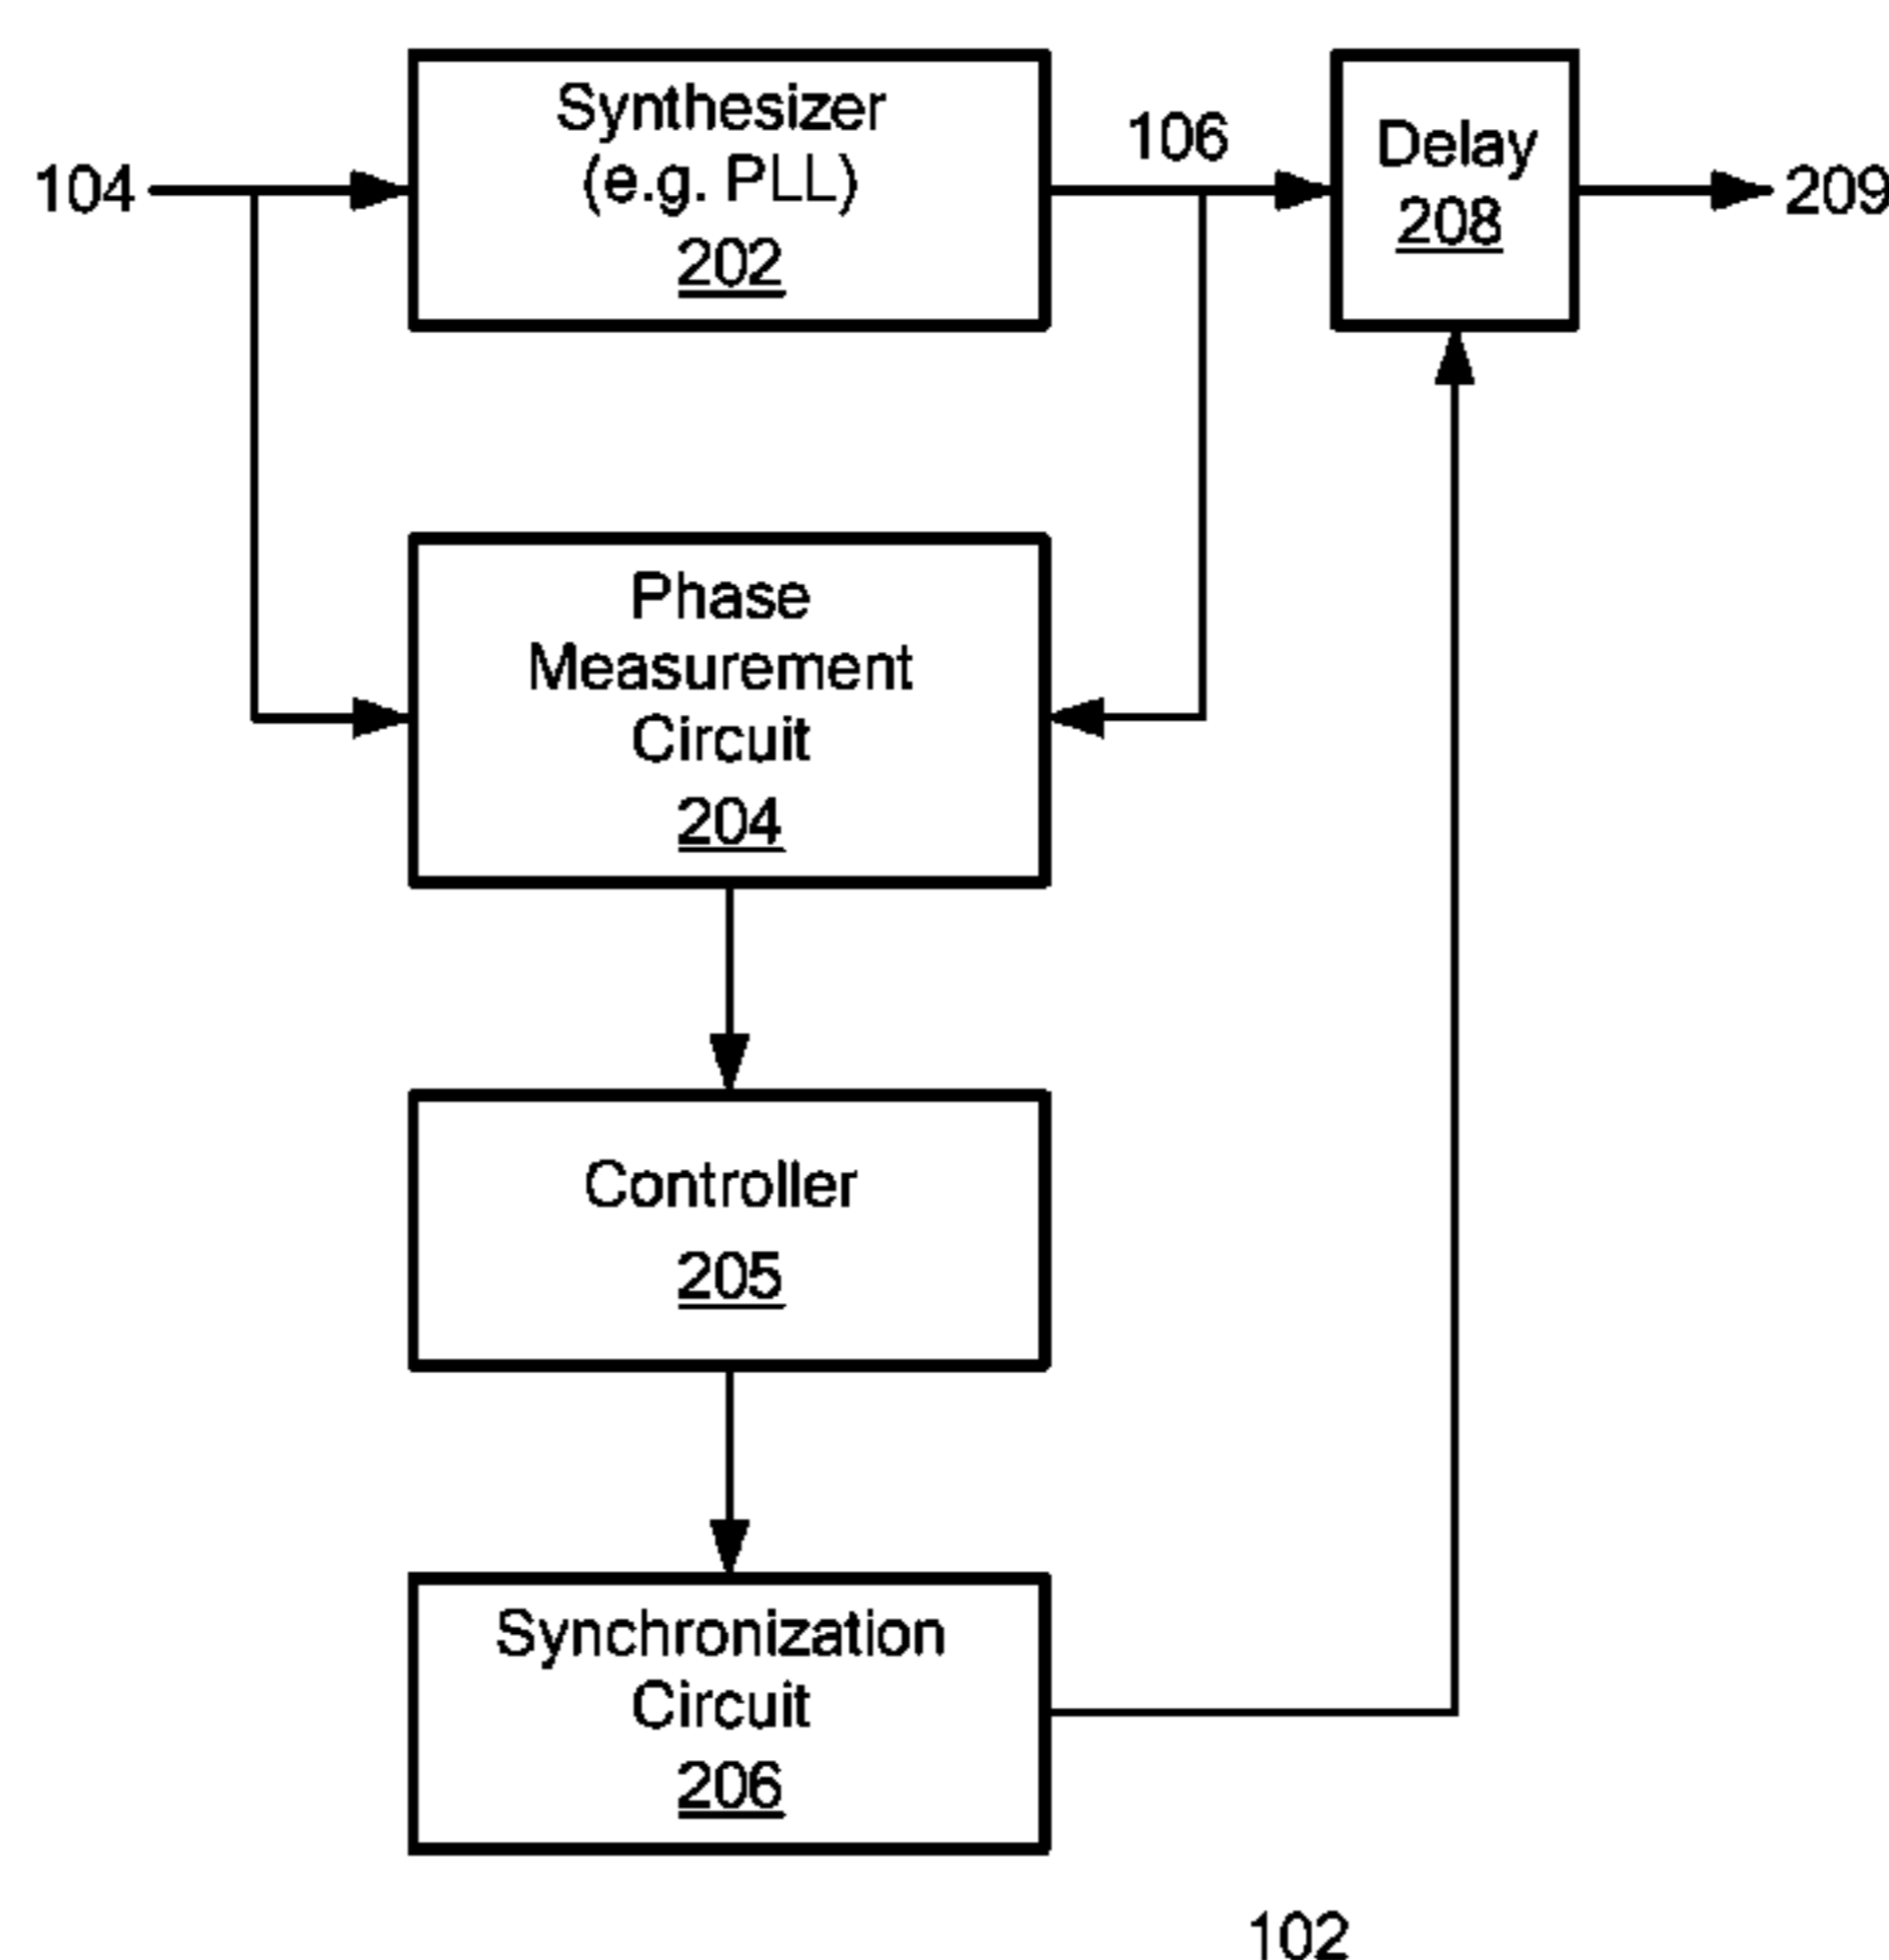 104
Synthesizer
(e.g. PLL)
202
106
Delay
208
209
Phase
Measurement
Circuit
204
Controller
205
Synchronization
Circuit
206
102